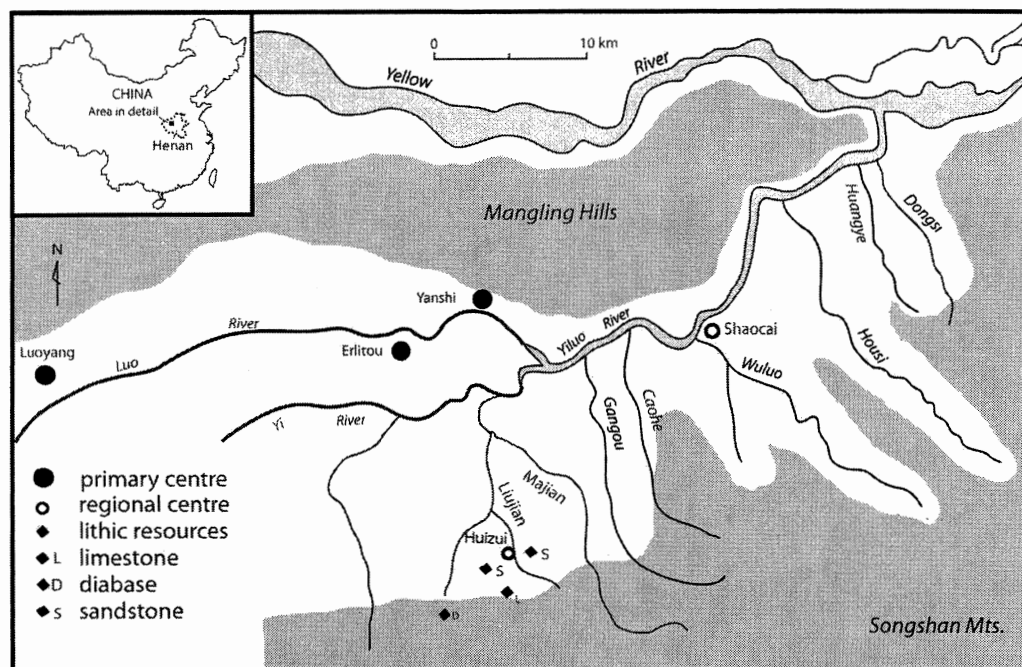 CHINA
Area in detail
Henan
0 10 km
Yellow River
Mangling Hills
Huangye
Dongsi
N
Yanshi
Shaocai
Luoyang
Luo River
Erlitou
Yiluo River
Wuluo
Housi
Yi River
Gangou
Caohe
Majian
Liujian
Huizui
S
S
L
D
Songshan Mts.
primary centre
regional centre
lithic resources
L limestone
D diabase
S sandstone